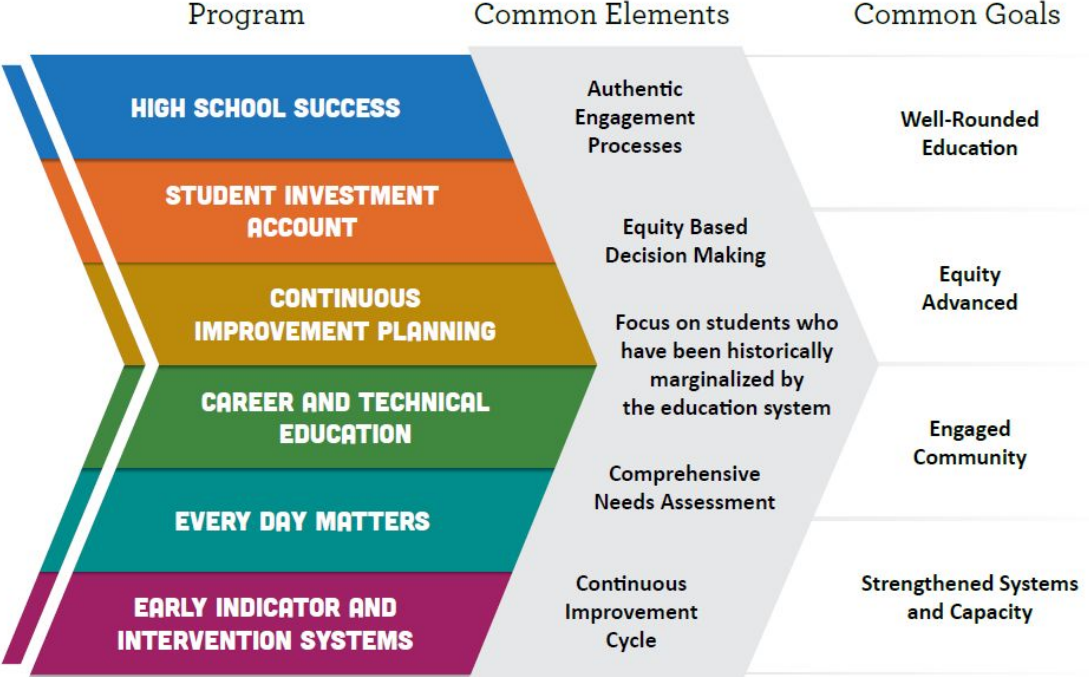 Program
Common Elements
Common Goals
HIGH SCHOOL SUCCESS
STUDENT INVESTMENT
ACCOUNT
CONTINUOUS
IMPROVEMENT PLANNING
CAREER AND TECHNICAL
EDUCATION
EVERY DAY MATTERS
EARLY INDICATOR AND
INTERVENTION SYSTEMS
Authentic
Engagement
Processes
Equity Based
Decision Making
Focus on students who
have been historically
marginalized by
the education system
Comprehensive
Needs Assessment
Continuous
Improvement
Cycle
Well-Rounded
Education
Equity
Advanced
Engaged
Community
Strengthened Systems
and Capacity